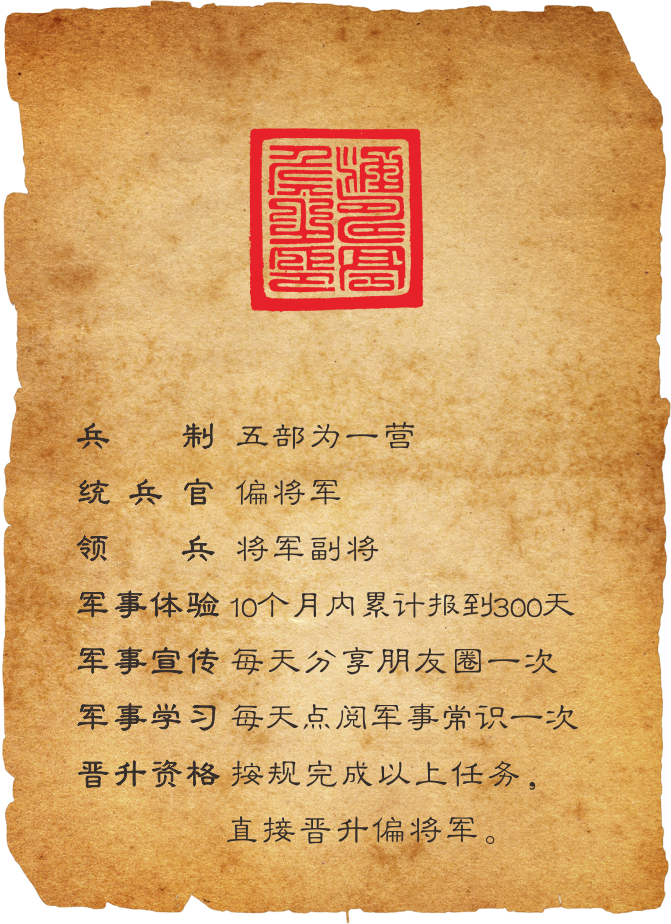 兵制 五部为一营
统兵官 偏将军
领兵 将军副将
军事体验 10个月内累计报到300天
军事宣传 每天分享朋友圈一次
军事学习 每天点阅军事常识一次
晋升资格 按规完成以上任务，
直接晋升偏将军。